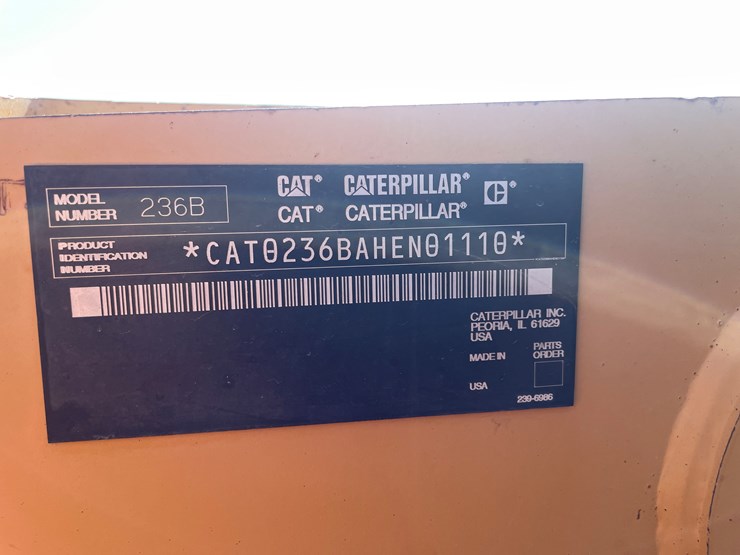 MODEL NUMBER 236B
CAT® CATERPILLAR® C®
CAT® CATERPILLAR®
PRODUCT IDENTIFICATION NUMBER *CAT0236BAHEN01110*
CATERPILLAR INC.
PEORIA, IL 61629
USA
MADE IN
PARTS ORDER
USA
239-6986